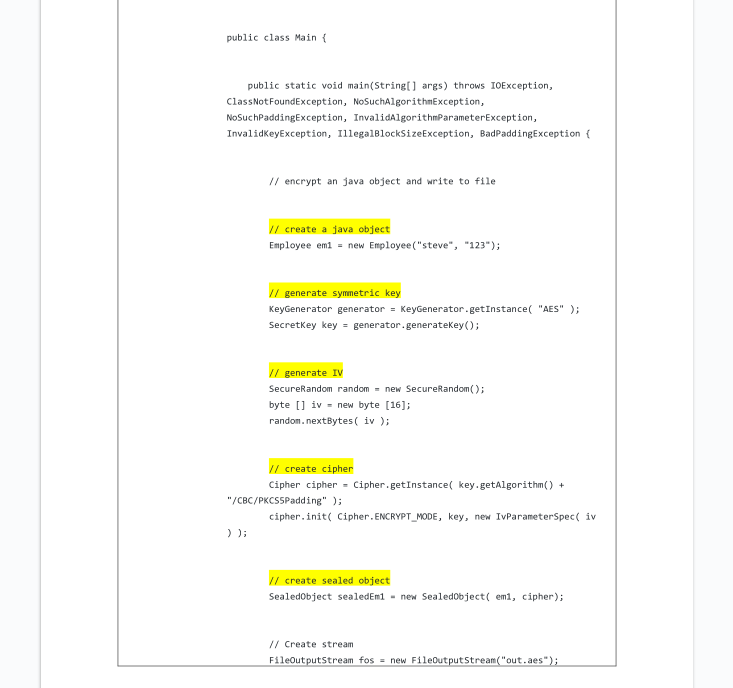 public class Main {
public static void main(String[] args) throws IOException,
ClassNotFoundException, NoSuchAlgorithmException,
NoSuchPaddingException, InvalidAlgorithmParameterException,
InvalidKeyException, IllegalBlockSizeException, BadPaddingException {
// encrypt an java object and write to file
// create a java object
Employee em1 = new Employee("steve", "123");
// generate symmetric key
KeyGenerator generator = KeyGenerator.getInstance( "AES" );
SecretKey key = generator.generateKey();
// generate IV
SecureRandom random = new SecureRandom();
byte [] iv = new byte [16];
random.nextBytes( iv );
// create cipher
Cipher cipher = Cipher.getInstance( key.getAlgorithm() +
"/CBC/PKCS5Padding" );
cipher.init( Cipher.ENCRYPT_MODE, key, new IvParameterSpec( iv
) );
// create sealed object
SealedObject sealedEm1 = new SealedObject( em1, cipher);
// Create stream
FileOutputStream fos = new FileOutputStream("out.aes");